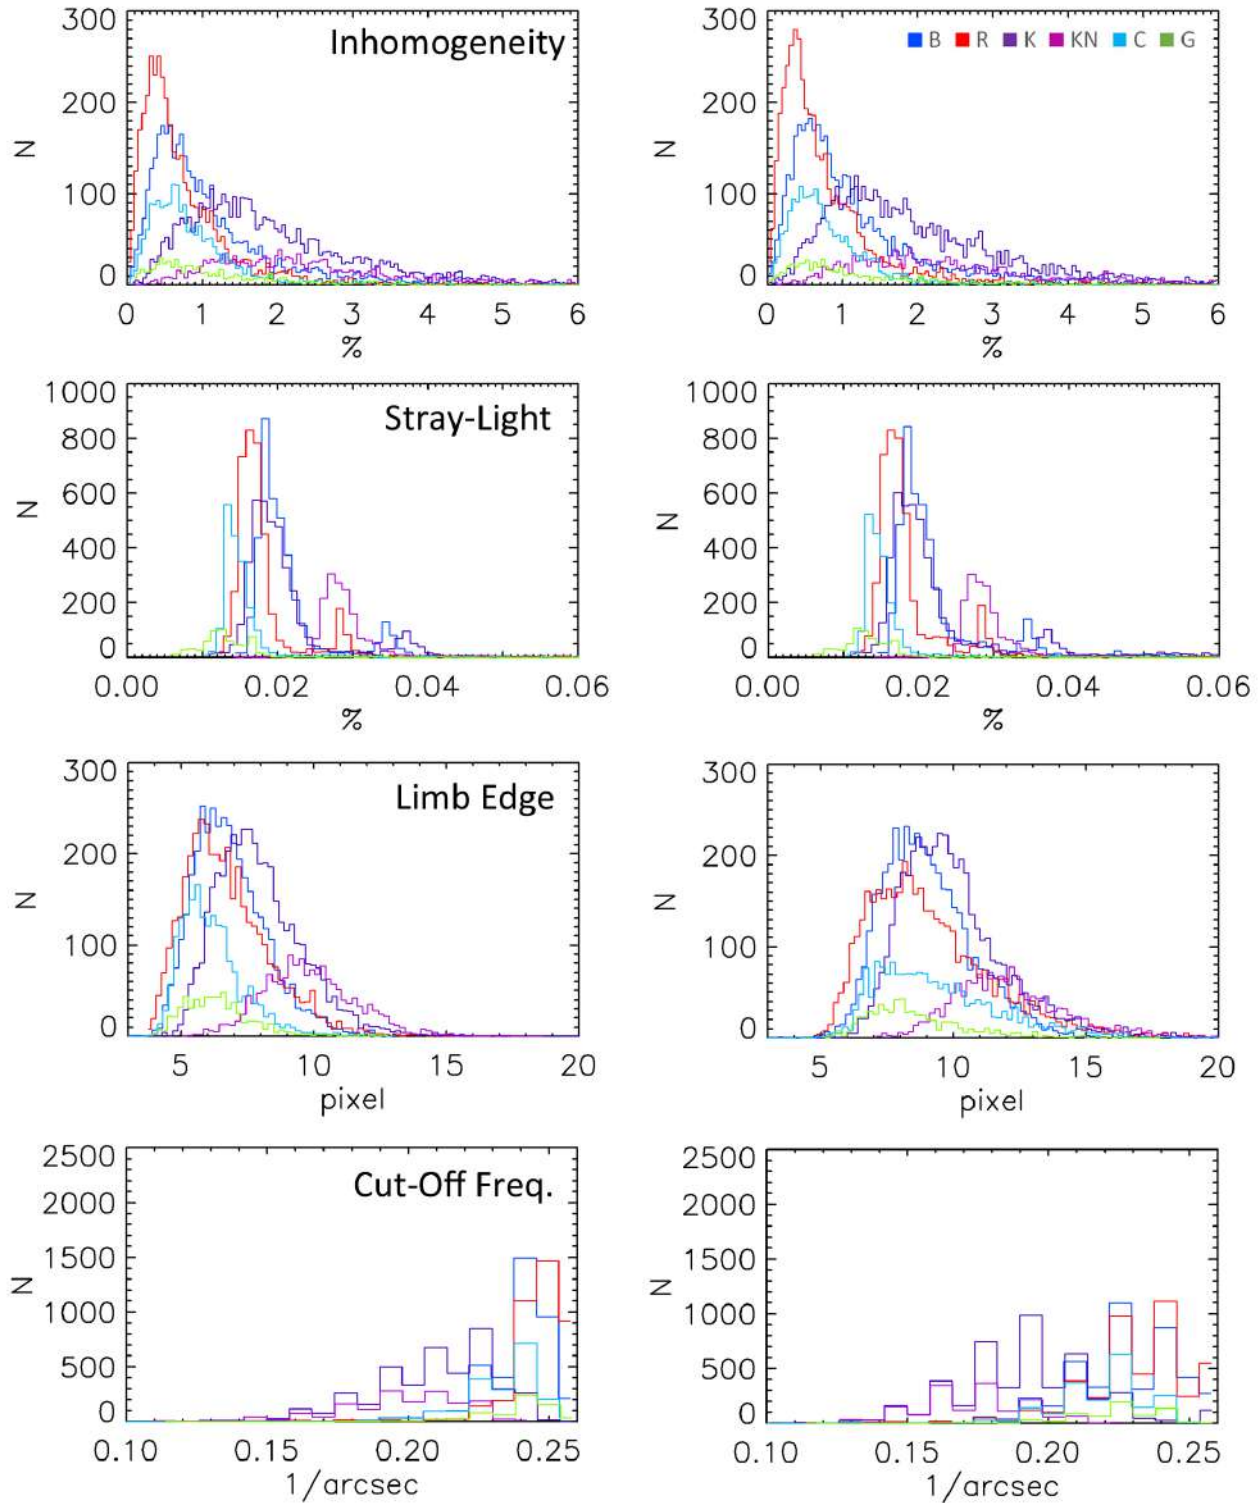 300
200
100
0
N
Inhomogeneity
0 1 2 3 4 5 6
%
300
200
100
0
N
B R K KN C G
0 1 2 3 4 5 6
%
1000
800
600
400
200
0
N
Stray-Light
0.00 0.02 0.04 0.06
%
1000
800
600
400
200
0
N
0.00 0.02 0.04 0.06
%
300
200
100
0
N
Limb Edge
5 10 15 20
pixel
300
200
100
0
N
5 10 15 20
pixel
2500
2000
1500
1000
500
0
N
Cut-Off Freq.
0.10 0.15 0.20 0.25
1/arcsec
2500
2000
1500
1000
500
0
N
0.10 0.15 0.20 0.25
1/arcsec